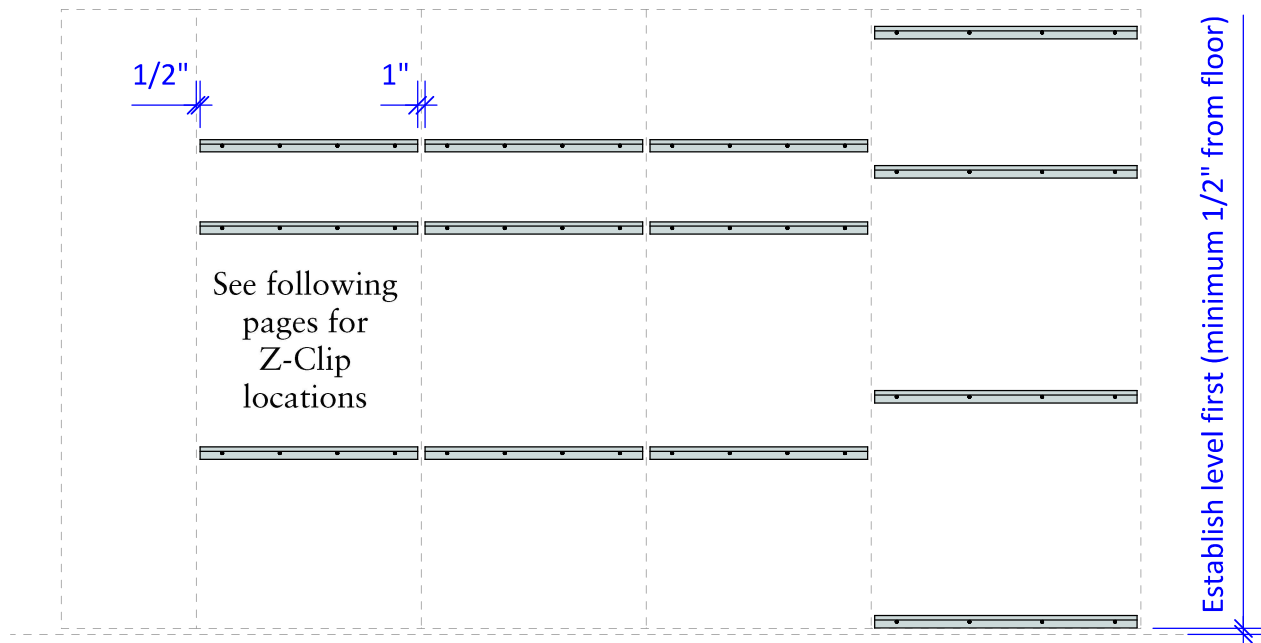 1/2"
1"
See following
pages for
Z-Clip
locations
Establish level first (minimum 1/2" from floor)